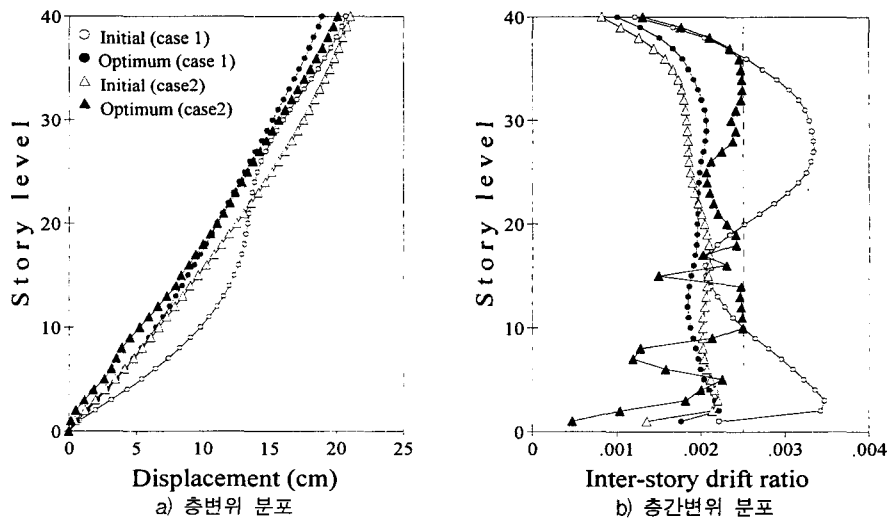 40
30
20
10
0
Story level
Initial (case 1)
Optimum (case 1)
Initial (case2)
Optimum (case2)
0 5 10 15 20 25
Displacement (cm)
a) 층변위 분포
40
30
20
10
0
Story level
0 .001 .002 .003 .004
Inter-story drift ratio
b) 층간변위 분포